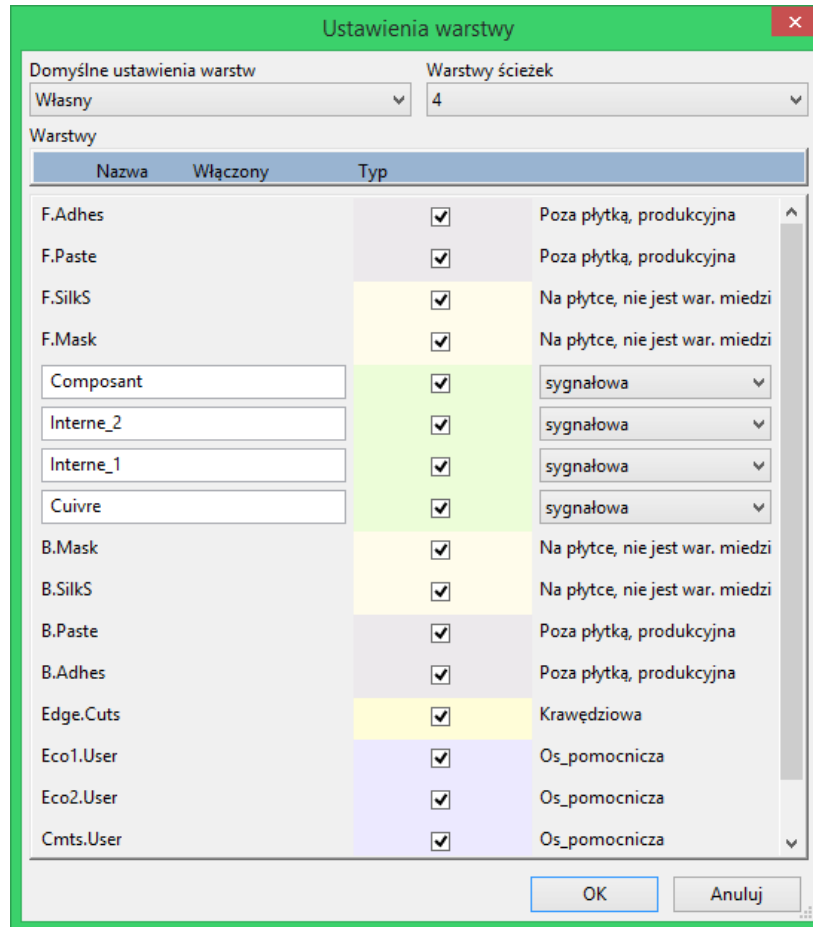 Ustawienia warstwy
Domyślne ustawienia warstw Warstwy ścieżek
Własny 4
Warstwy
Nazwa Włączony Typ
F.Adhes Poza płytką, produkcyjna
F.Paste Poza płytką, produkcyjna
F.SilkS Na płytce, nie jest war. miedzi
F.Mask Na płytce, nie jest war. miedzi
Composant sygnałowa
Interne_2 sygnałowa
Interne_1 sygnałowa
Cuivre sygnałowa
B.Mask Na płytce, nie jest war. miedzi
B.SilkS Na płytce, nie jest war. miedzi
B.Paste Poza płytką, produkcyjna
B.Adhes Poza płytką, produkcyjna
Edge.Cuts Krawędziowa
Eco1.User Os_pomocnicza
Eco2.User Os_pomocnicza
Cmts.User Os_pomocnicza
OK Anuluj